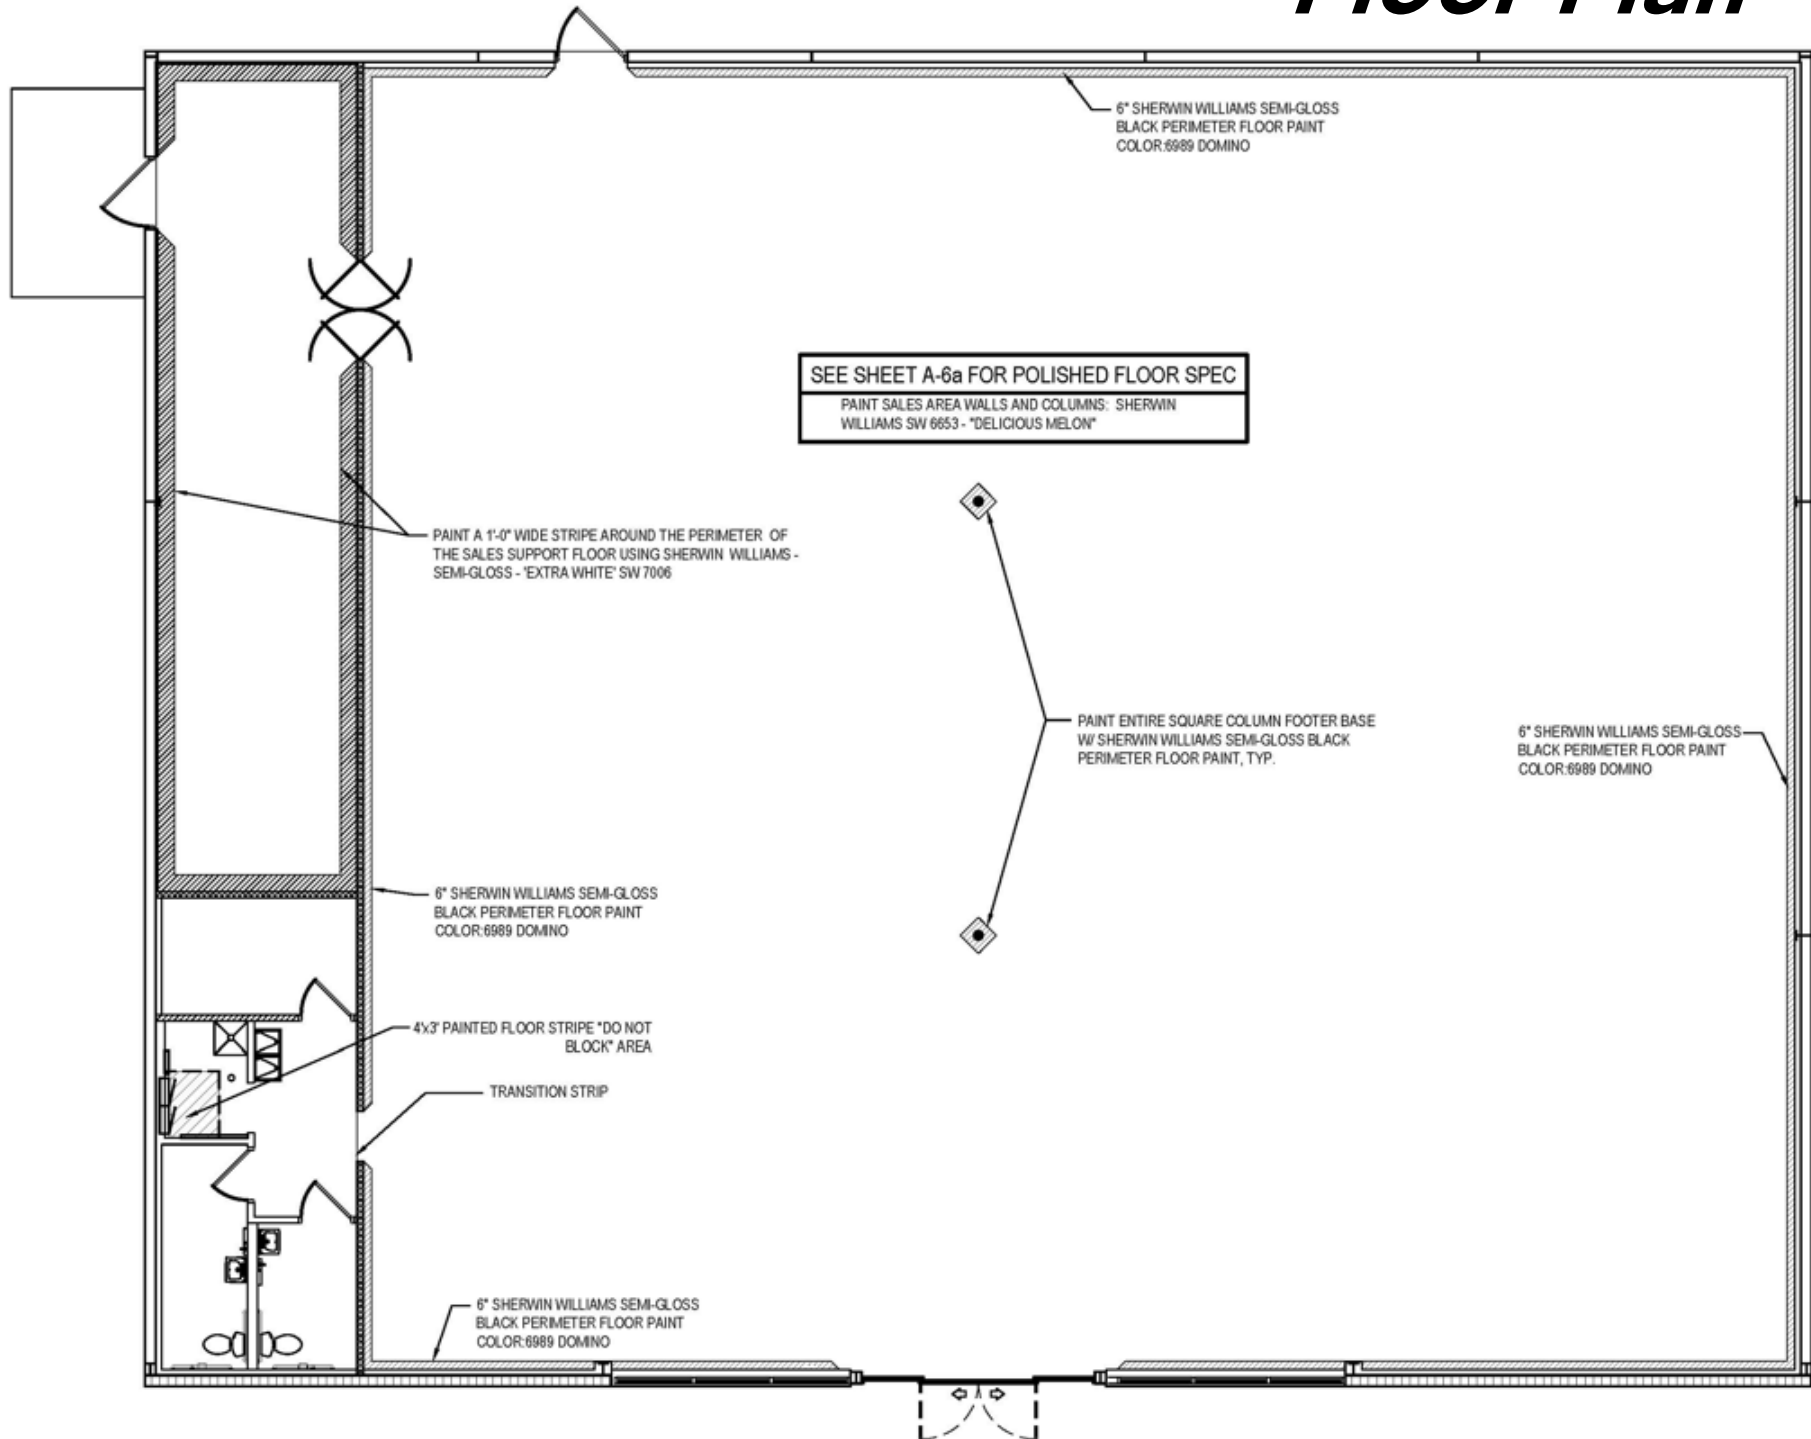 Floor Plan
6" SHERWIN WILLIAMS SEMI-GLOSS
BLACK PERIMETER FLOOR PAINT
COLOR:6989 DOMINO
SEE SHEET A-6a FOR POLISHED FLOOR SPEC
PAINT SALES AREA WALLS AND COLUMNS: SHERWIN
WILLIAMS SW 6653 - "DELICIOUS MELON"
PAINT A 1'-0" WIDE STRIPE AROUND THE PERIMETER OF
THE SALES SUPPORT FLOOR USING SHERWIN WILLIAMS -
SEMI-GLOSS - 'EXTRA WHITE' SW 7006
PAINT ENTIRE SQUARE COLUMN FOOTER BASE
W/ SHERWIN WILLIAMS SEMI-GLOSS BLACK
PERIMETER FLOOR PAINT, TYP.
6" SHERWIN WILLIAMS SEMI-GLOSS
BLACK PERIMETER FLOOR PAINT
COLOR:6989 DOMINO
6" SHERWIN WILLIAMS SEMI-GLOSS
BLACK PERIMETER FLOOR PAINT
COLOR:6989 DOMINO
4'x3' PAINTED FLOOR STRIPE "DO NOT
BLOCK" AREA
TRANSITION STRIP
6" SHERWIN WILLIAMS SEMI-GLOSS
BLACK PERIMETER FLOOR PAINT
COLOR:6989 DOMINO